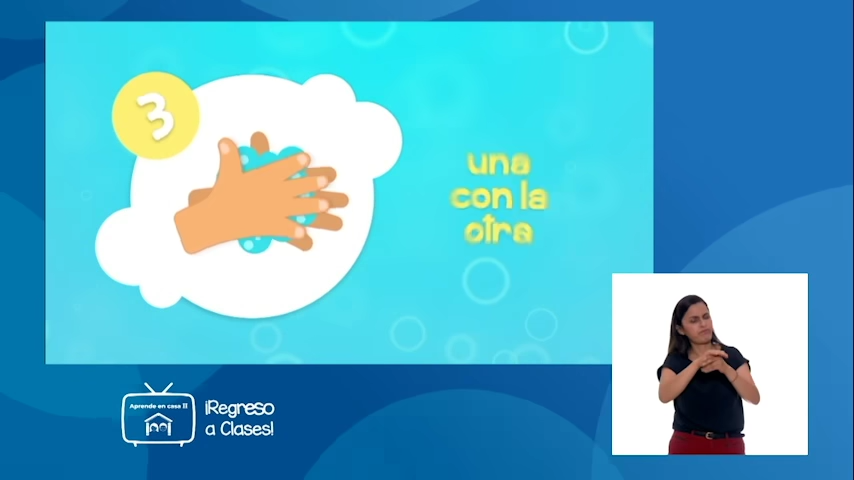 3
una
con la
otra
Aprende en casa II
¡Regreso
a Clases!